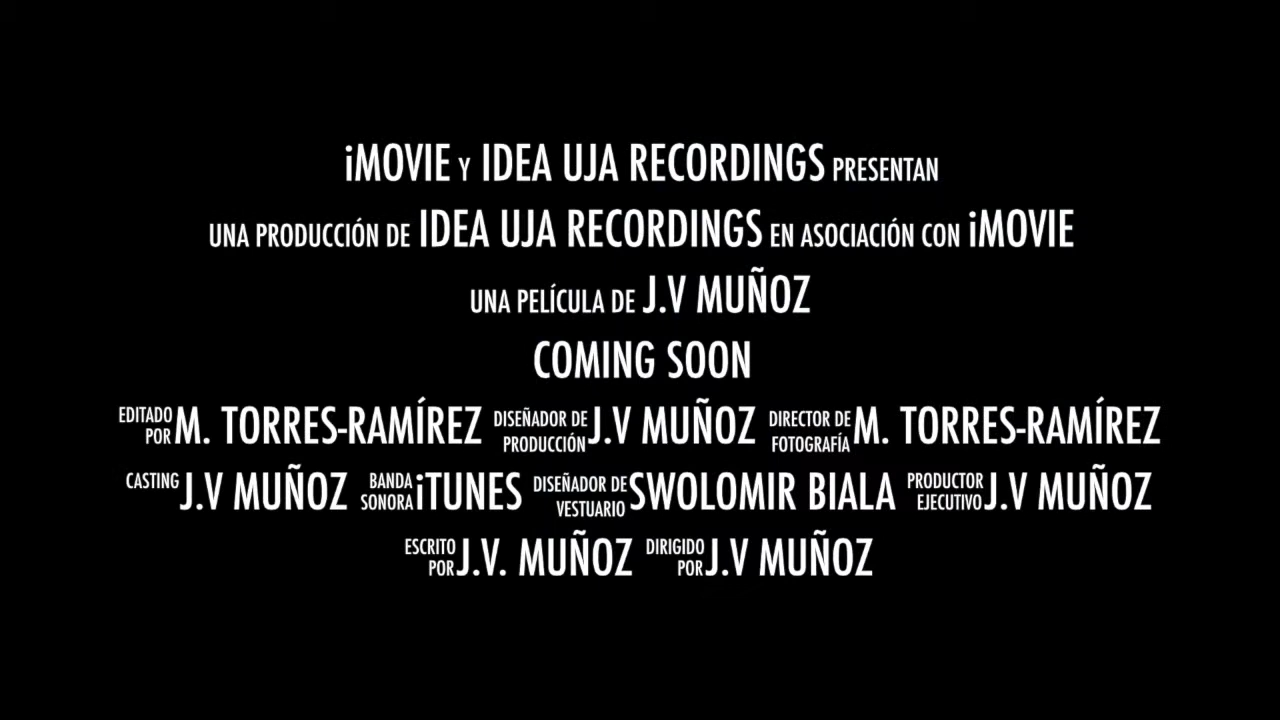 iMOVIE Y IDEA UJA RECORDINGS PRESENTAN
UNA PRODUCCIÓN DE IDEA UJA RECORDINGS EN ASOCIACIÓN CON iMOVIE
UNA PELÍCULA DE J.V MUÑOZ
COMING SOON
EDITADO POR M. TORRES-RAMÍREZ DISEÑADOR DE PRODUCCIÓN J.V MUÑOZ DIRECTOR DE FOTOGRAFÍA M. TORRES-RAMÍREZ
CASTING J.V MUÑOZ BANDA SONORA iTUNES DISEÑADOR DE VESTUARIO SWOLOMIR BIALA PRODUCTOR EJECUTIVO J.V MUÑOZ
ESCRITO POR J.V. MUÑOZ DIRIGIDO POR J.V MUÑOZ